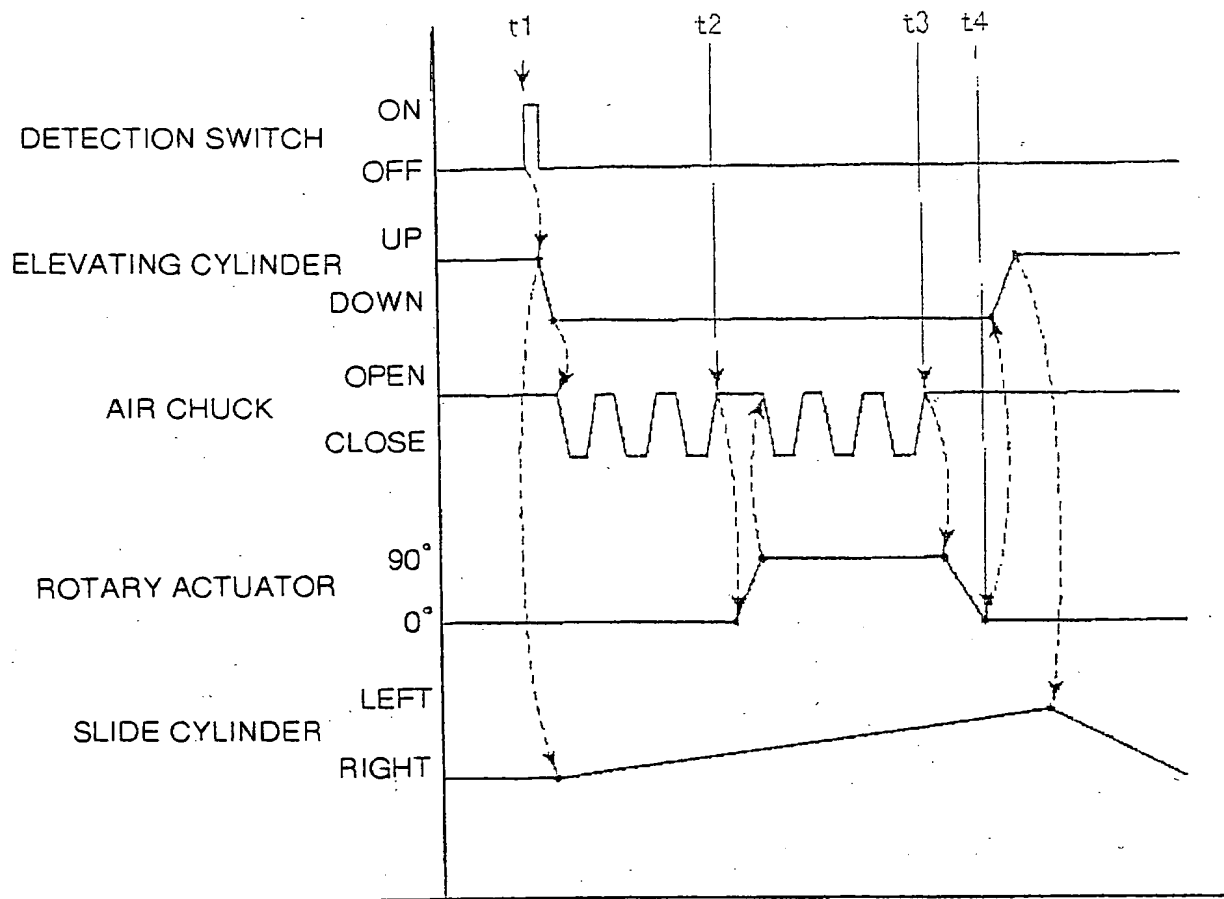 t1 t2 t3 t4
ON
DETECTION SWITCH
OFF
UP
ELEVATING CYLINDER
DOWN
OPEN
AIR CHUCK
CLOSE
90°
ROTARY ACTUATOR
0°
LEFT
SLIDE CYLINDER
RIGHT